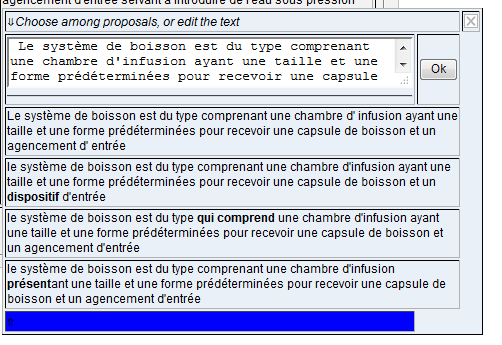 agencement d'entrée servant à introduire de l'eau sous pression
⇓Choose among proposals, or edit the text
Le système de boisson est du type comprenant
une chambre d'infusion ayant une taille et une
forme prédéterminées pour recevoir une capsule
Ok
Le système de boisson est du type comprenant une chambre d' infusion ayant une
taille et une forme prédéterminées pour recevoir une capsule de boisson et un
agencement d' entrée
le système de boisson est du type comprenant une chambre d'infusion ayant une
taille et une forme prédéterminées pour recevoir une capsule de boisson et un
dispositif d'entrée
le système de boisson est du type qui comprend une chambre d'infusion ayant
une taille et une forme prédéterminées pour recevoir une capsule de boisson et
un agencement d'entrée
le système de boisson est du type comprenant une chambre d'infusion
présentant une taille et une forme prédéterminées pour recevoir une capsule de
boisson et un agencement d'entrée